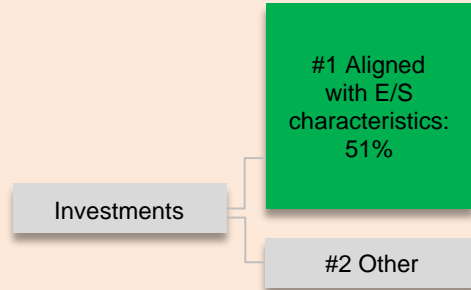 #1 Aligned
with E/S
characteristics:
51%
Investments
#2 Other